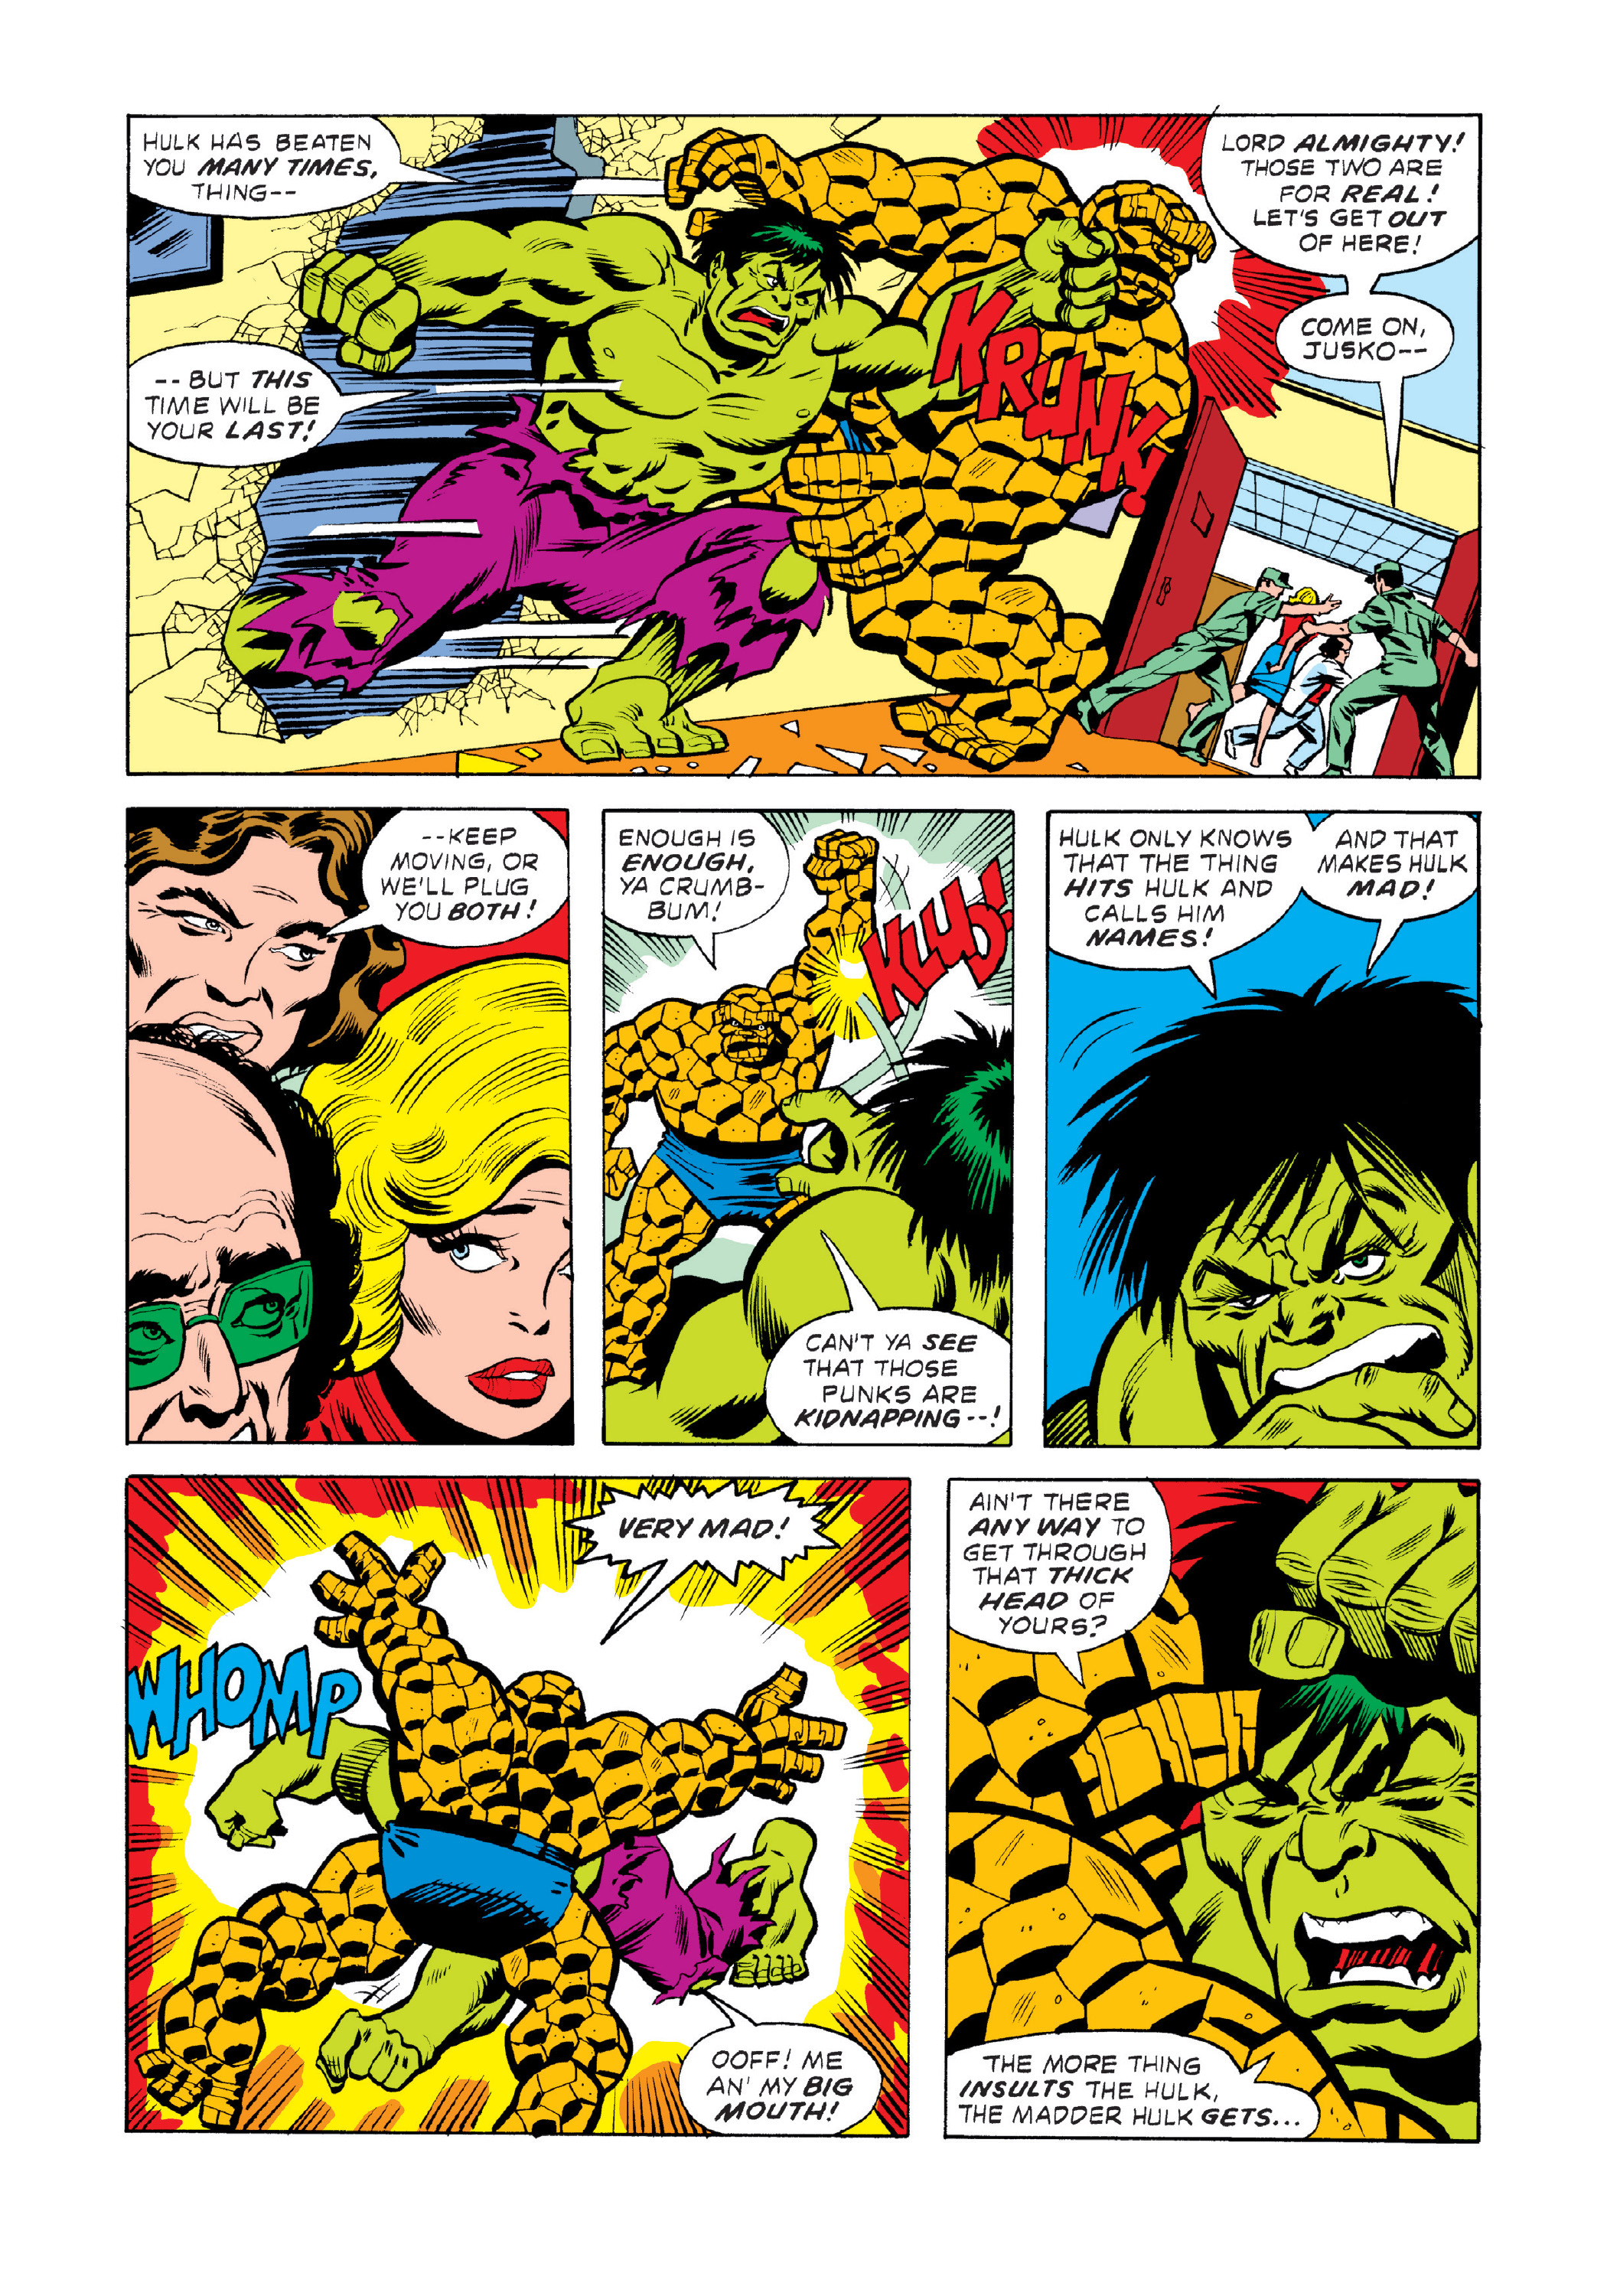 HULK HAS BEATEN
YOU MANY TIMES,
THING--
-- BUT THIS
TIME WILL BE
YOUR LAST!
KRUNK!
LORD ALMIGHTY!
THOSE TWO ARE
FOR REAL!
LET'S GET OUT
OF HERE!
COME ON,
JUSKO--
--KEEP
MOVING, OR
WE'LL PLUG
YOU BOTH!
ENOUGH IS
ENOUGH,
YA CRUMB-
BUM!
KLUD!
CAN'T YA SEE
THAT THOSE
PUNKS ARE
KIDNAPPING--!
HULK ONLY KNOWS
THAT THE THING
HITS HULK AND
CALLS HIM
NAMES!
AND THAT
MAKES HULK
MAD!
VERY MAD!
WHOMP
OOFF! ME
AN' MY BIG
MOUTH!
AIN'T THERE
ANY WAY TO
GET THROUGH
THAT THICK
HEAD OF
YOURS?
THE MORE THING
INSULTS THE HULK,
THE MADDER HULK GETS...